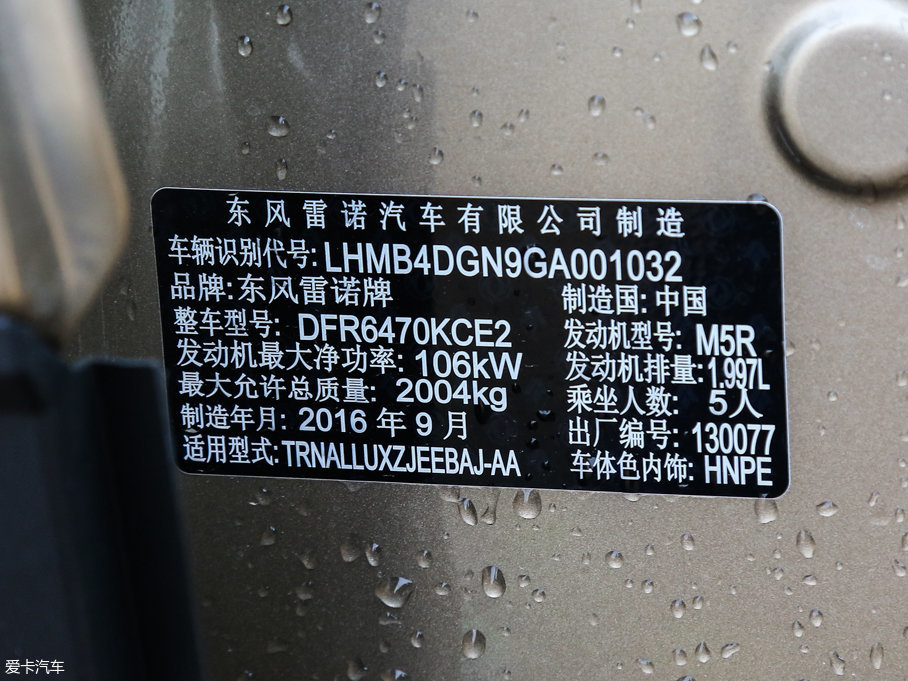 东风雷诺汽车有限公司制造
车辆识别代号: LHMB4DGN9GA001032
品牌: 东风雷诺牌 制造国: 中国
整车型号: DFR6470KCE2 发动机型号: M5R
发动机最大净功率: 106kW 发动机排量: 1.997L
最大允许总质量: 2004kg 乘坐人数: 5人
制造年月: 2016 年 9 月 出厂编号: 130077
适用型式: TRNALLUXZJEEBAJ-AA 车体色内饰: HNPE
爱卡汽车